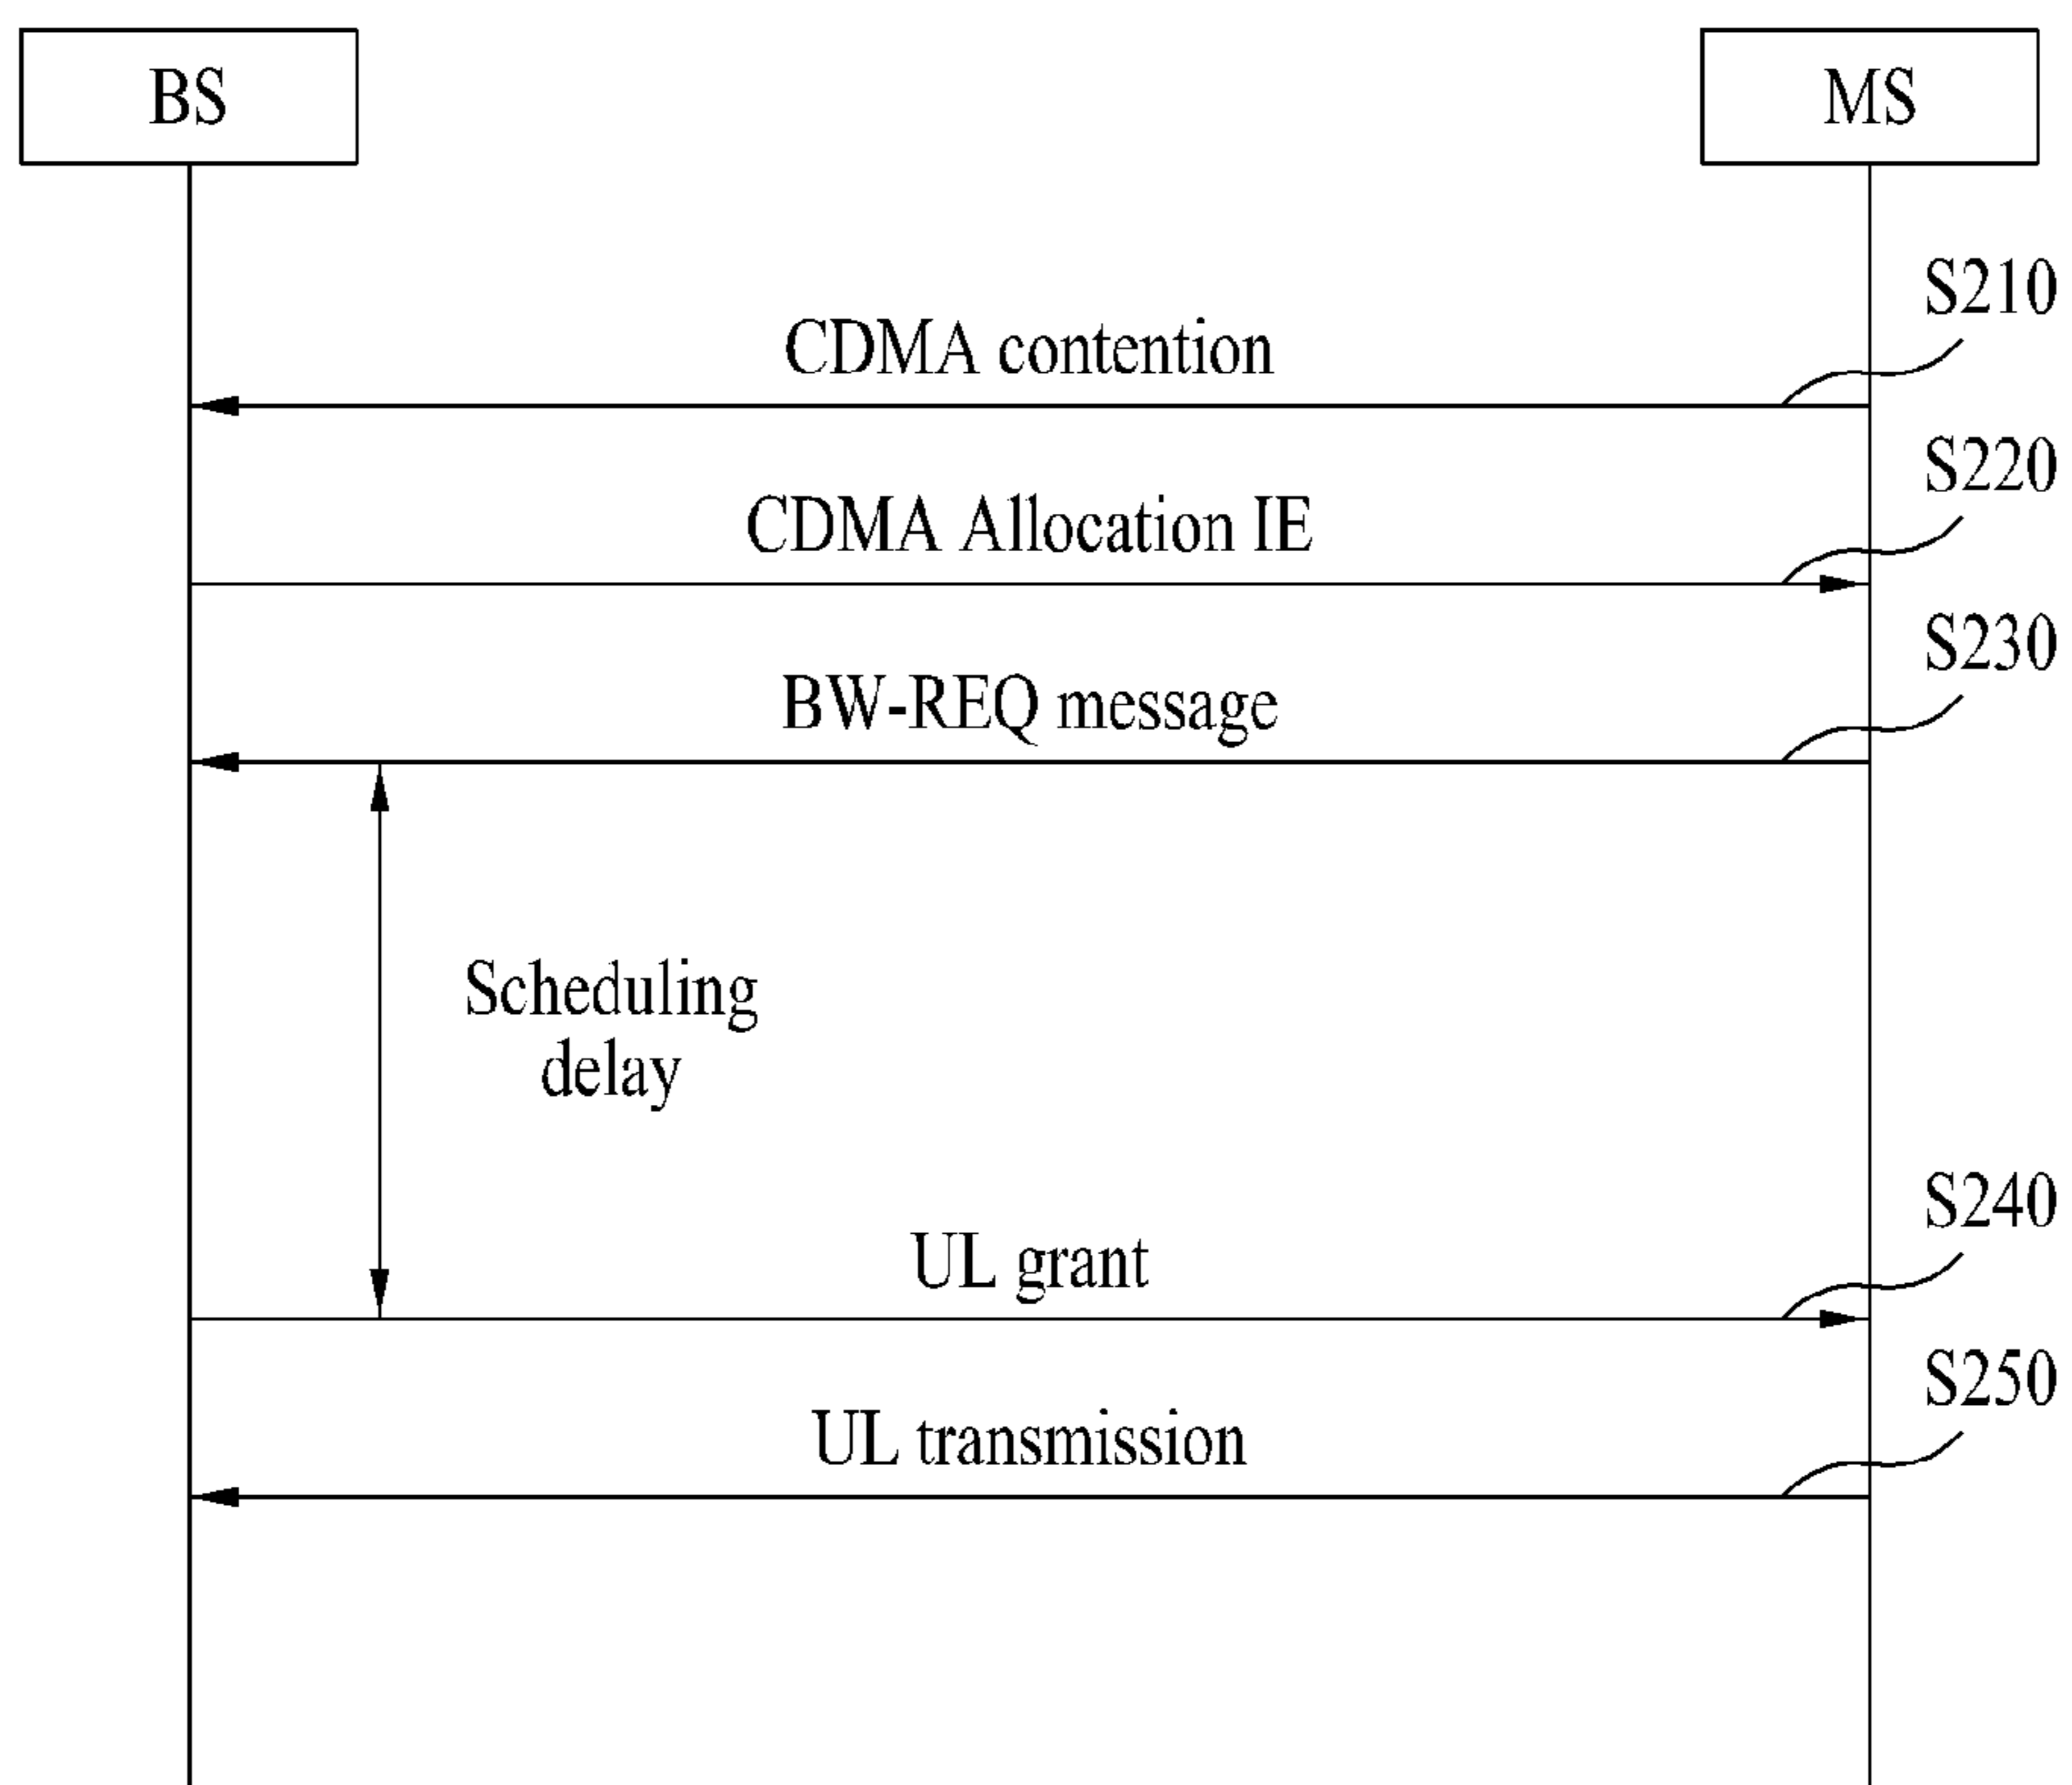 BS
MS
S210
CDMA contention
S220
CDMA Allocation IE
S230
BW-REQ message
Scheduling
delay
S240
UL grant
S250
UL transmission